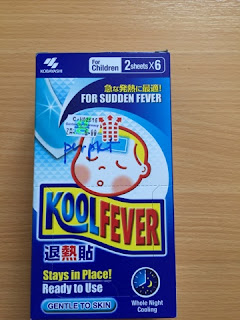 KOBAYASHI
For Children
2 sheets X 6
急な発熱に最適!
FOR SUDDEN FEVER
KOOLFEVER
退熱貼
Stays in Place!
Ready to Use
GENTLE TO SKIN
Whole Night
Cooling